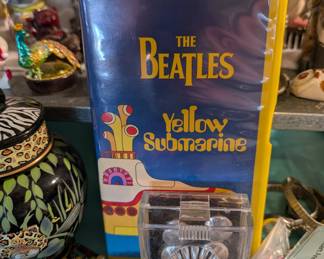 THE
BEATLES
Yellow
Submarine